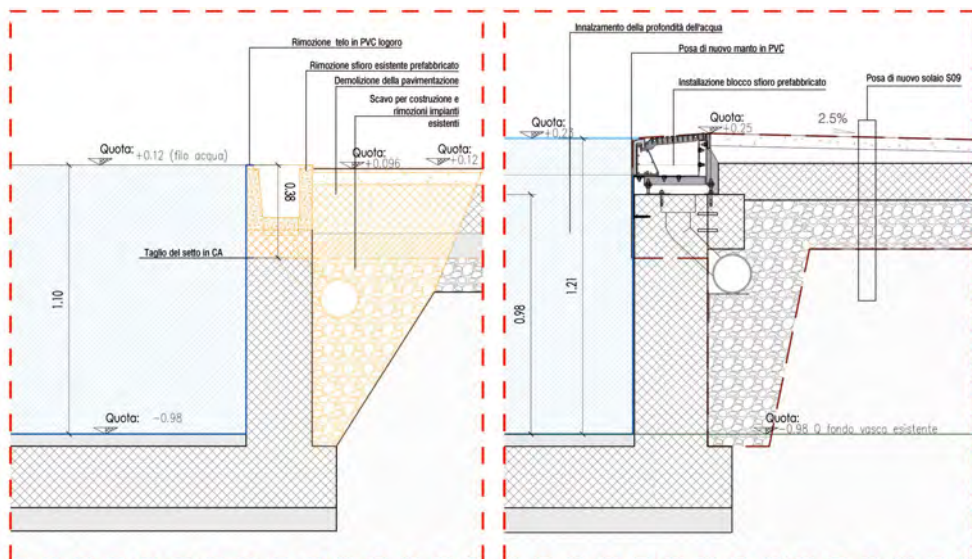 Rimozione telo in PVC logoro
Rimozione sfioro esistente prefabbricato
Demolizione della pavimentazione
Scavo per costruzione e
rimozioni impianti
esistenti
Quota:
+0.12 (filo acqua)
Quota:
+0.096
Quota:
+0.12
0.38
Taglio del setto in CA
1.10
Quota:
-0.98
Innalzamento della profondità dell'acqua
Posa di nuovo manto in PVC
Installazione blocco sfioro prefabbricato
Posa di nuovo solaio S09
Quota:
+0.23
Quota:
+0.25
2.5%
0.98
1.21
Quota:
-0.98 Q fondo vasca esistente